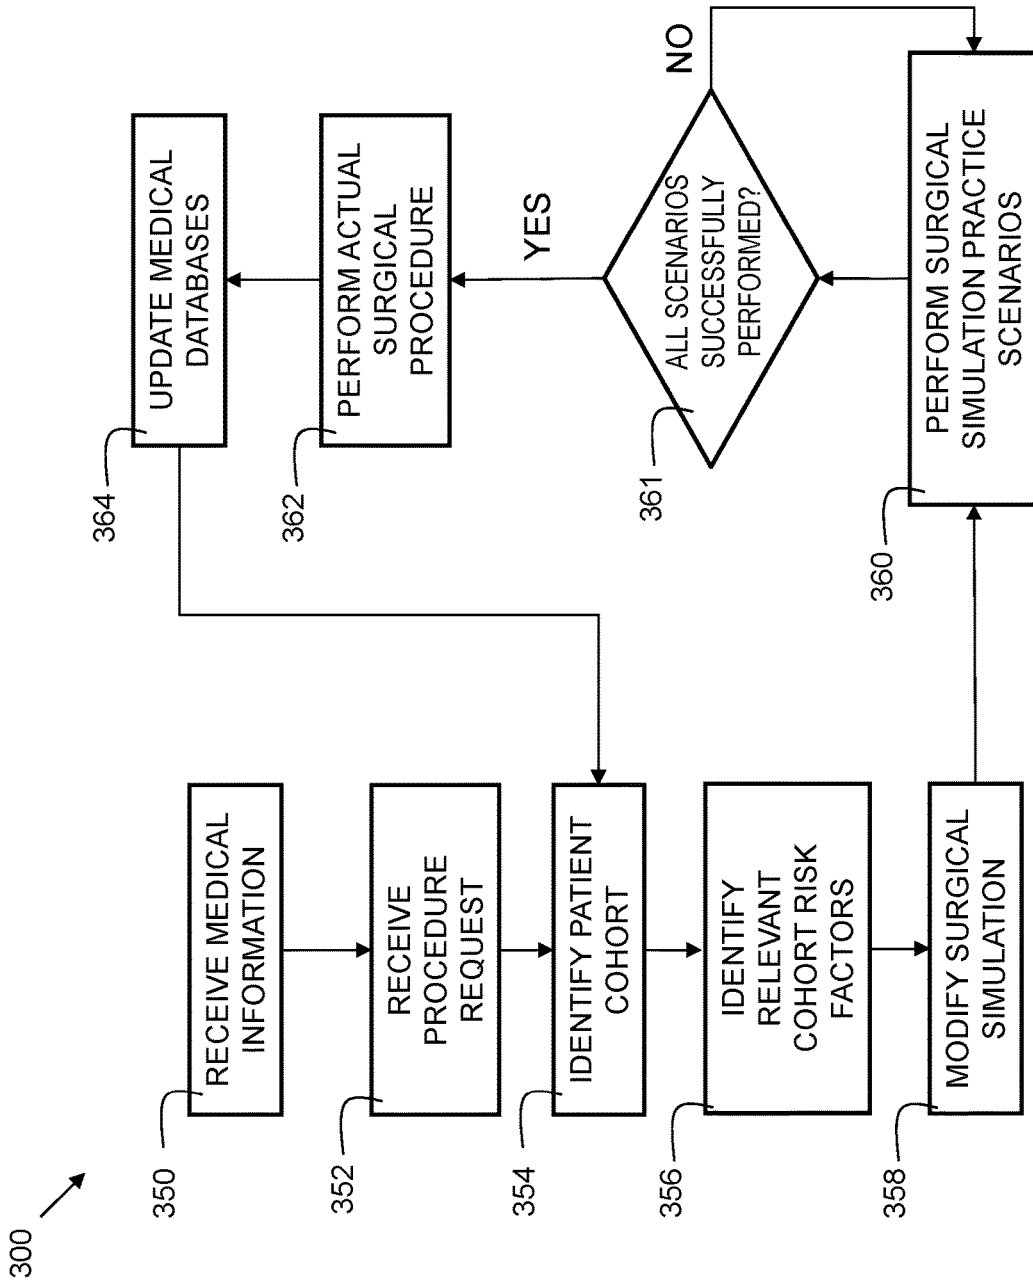 300
350
RECEIVE MEDICAL
INFORMATION
352
RECEIVE
PROCEDURE
REQUEST
354
IDENTIFY PATIENT
COHORT
356
IDENTIFY
RELEVANT
COHORT RISK
FACTORS
358
MODIFY SURGICAL
SIMULATION
360
PERFORM SURGICAL
SIMULATION PRACTICE
SCENARIOS
361
ALL SCENARIOS
SUCCESSFULLY
PERFORMED?
NO
YES
362
PERFORM ACTUAL
SURGICAL
PROCEDURE
364
UPDATE MEDICAL
DATABASES